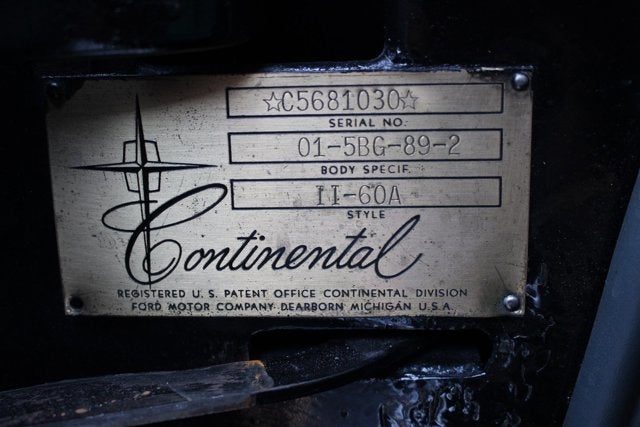 ☆C5681030☆
SERIAL NO.
01-5BG-89-2
BODY SPECIF.
II-60A
STYLE
Continental
REGISTERED U. S. PATENT OFFICE CONTINENTAL DIVISION
FORD MOTOR COMPANY DEARBORN MICHIGAN U.S.A.